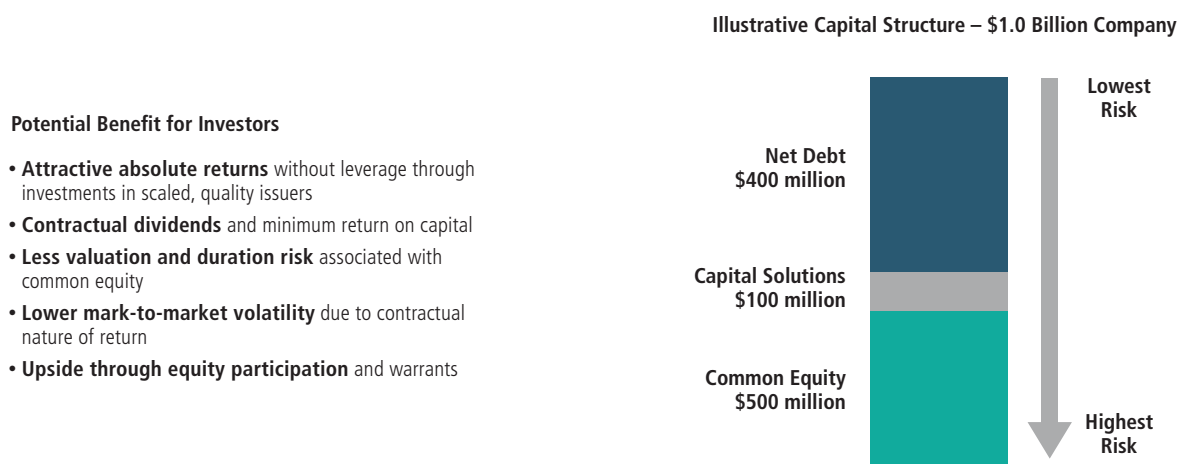 Illustrative Capital Structure – $1.0 Billion Company
Potential Benefit for Investors
• Attractive absolute returns without leverage through
investments in scaled, quality issuers
• Contractual dividends and minimum return on capital
• Less valuation and duration risk associated with
common equity
• Lower mark-to-market volatility due to contractual
nature of return
• Upside through equity participation and warrants
Net Debt
$400 million
Capital Solutions
$100 million
Common Equity
$500 million
Lowest
Risk
Highest
Risk